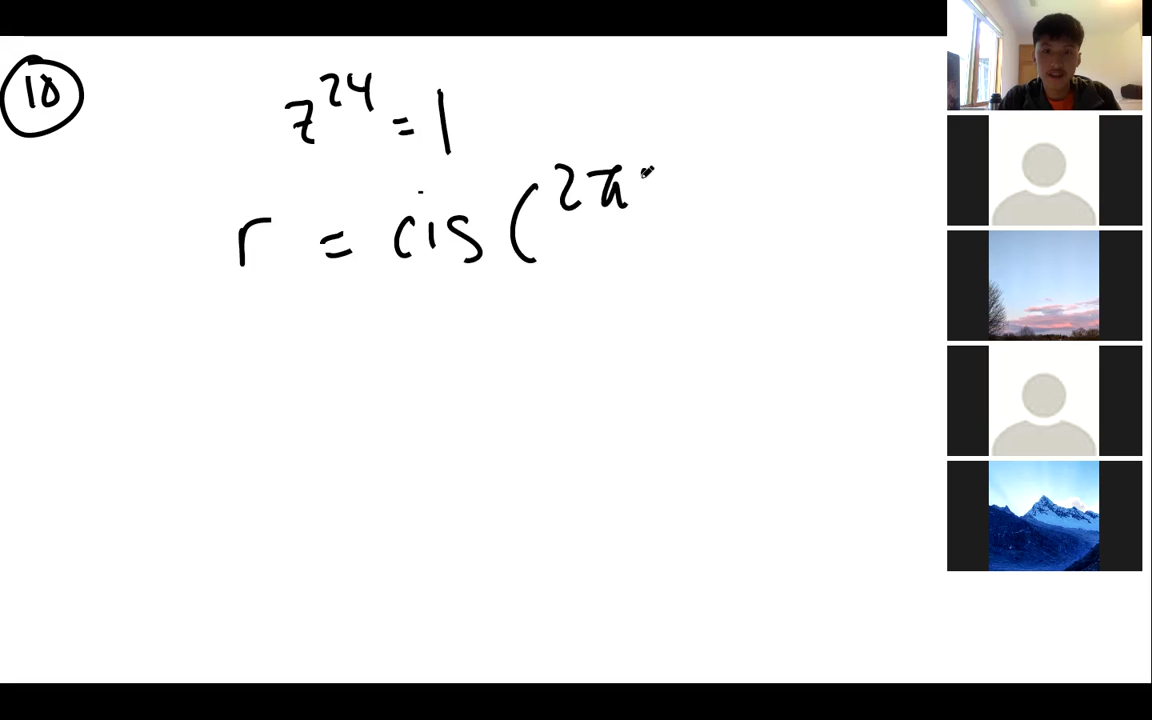 10
z^24 = 1
r = cis (2π